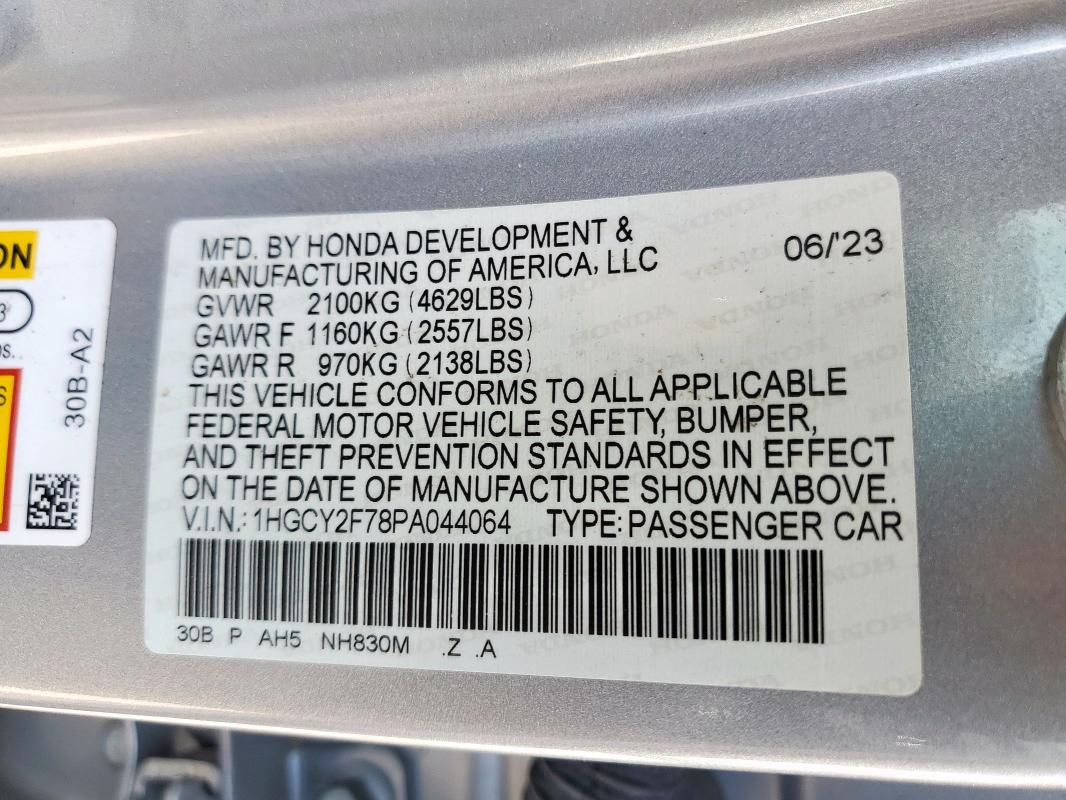 MFD. BY HONDA DEVELOPMENT &
MANUFACTURING OF AMERICA, LLC
06/'23
GVWR 2100KG (4629LBS)
GAWR F 1160KG (2557LBS)
GAWR R 970KG (2138LBS)
THIS VEHICLE CONFORMS TO ALL APPLICABLE
FEDERAL MOTOR VEHICLE SAFETY, BUMPER,
AND THEFT PREVENTION STANDARDS IN EFFECT
ON THE DATE OF MANUFACTURE SHOWN ABOVE.
V.I.N.: 1HGCY2F78PA044064 TYPE: PASSENGER CAR
30B P AH5 NH830M .Z .A
30B-A2